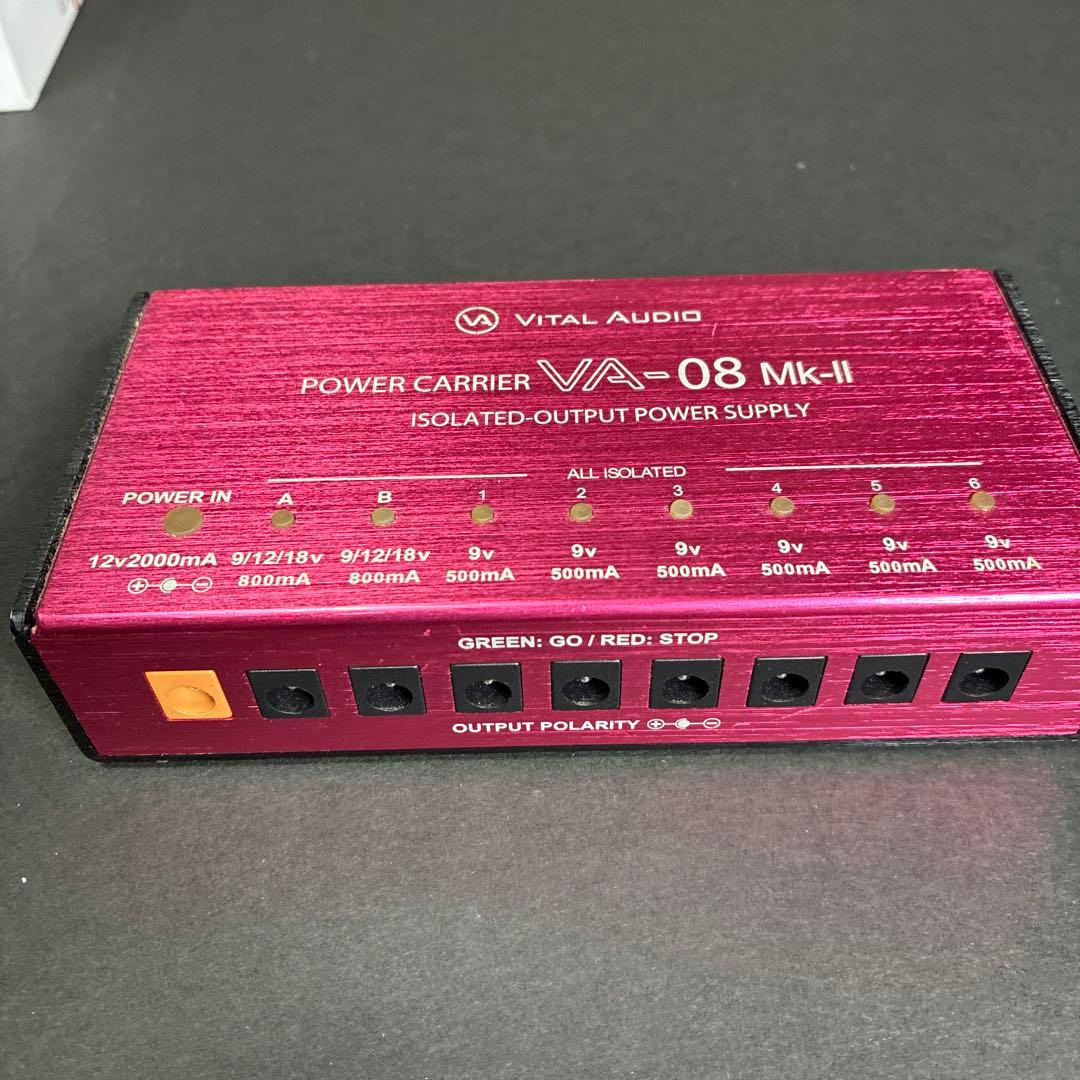 VA VITAL AUDIO
POWER CARRIER VA-08 Mk-II
ISOLATED-OUTPUT POWER SUPPLY
ALL ISOLATED
POWER IN A B 1 2 3 4 5 6
12v2000mA 9/12/18v 9/12/18v 9v 9v 9v 9v 9v 9v
800mA 800mA 500mA 500mA 500mA 500mA 500mA 500mA
GREEN: GO / RED: STOP
OUTPUT POLARITY